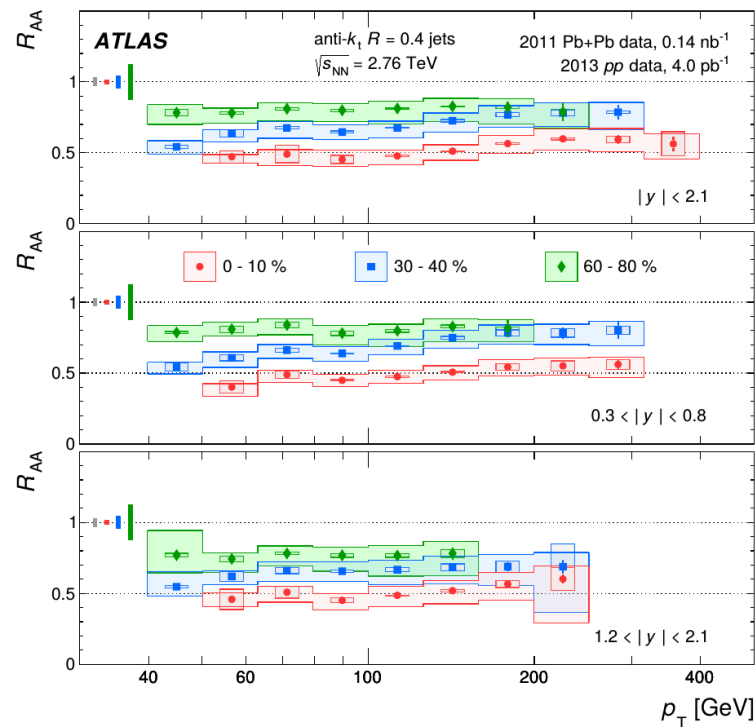 ATLAS
anti-kₜ R = 0.4 jets
√sNN = 2.76 TeV
2011 Pb+Pb data, 0.14 nb⁻¹
2013 pp data, 4.0 pb⁻¹
RAA
1
0.5
0
| y | < 2.1
RAA
1
0.5
0
0 - 10 %
30 - 40 %
60 - 80 %
0.3 < | y | < 0.8
RAA
1
0.5
0
1.2 < | y | < 2.1
40 60 100 200 400
pT [GeV]